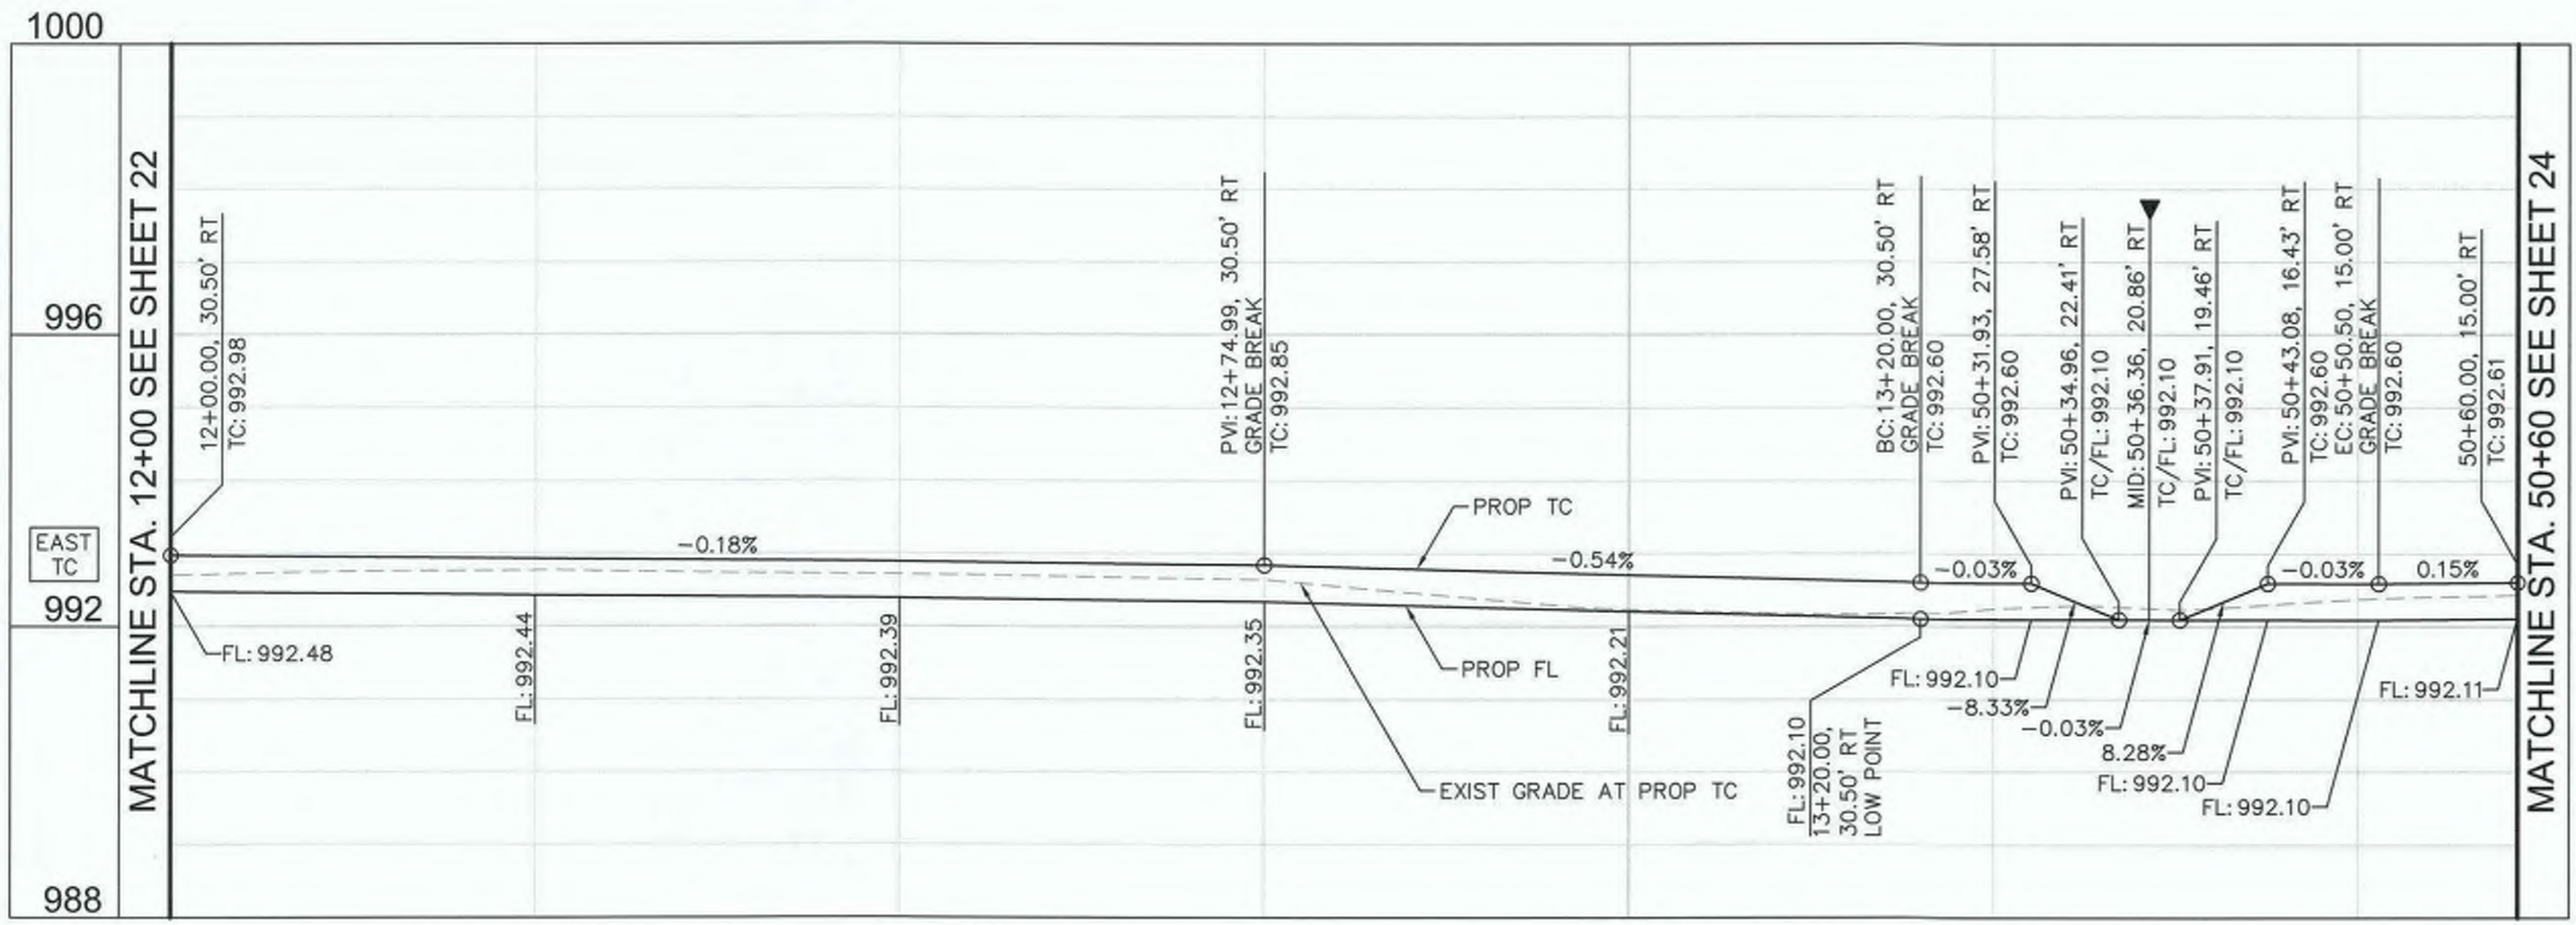 1000
996
992
988
EAST
TC
MATCHLINE STA. 12+00 SEE SHEET 22
12+00.00, 30.50' RT
TC: 992.98
FL: 992.48
-0.18%
FL: 992.44
FL: 992.39
PVI: 12+74.99, 30.50' RT
GRADE BREAK
TC: 992.85
FL: 992.35
PROP TC
-0.54%
PROP FL
EXIST GRADE AT PROP TC
FL: 992.21
BC: 13+20.00, 30.50' RT
GRADE BREAK
TC: 992.60
FL: 992.10
13+20.00,
30.50' RT
LOW POINT
-0.03%
PVI: 50+31.93, 27.58' RT
TC: 992.60
FL: 992.10
-8.33%
PVI: 50+34.96, 22.41' RT
TC/FL: 992.10
-0.03%
MID: 50+36.36, 20.86' RT
TC/FL: 992.10
PVI: 50+37.91, 19.46' RT
TC/FL: 992.10
8.28%
PVI: 50+43.08, 16.43' RT
TC: 992.60
FL: 992.10
-0.03%
EC: 50+50.50, 15.00' RT
GRADE BREAK
TC: 992.60
FL: 992.10
0.15%
50+60.00, 15.00' RT
TC: 992.61
FL: 992.11
MATCHLINE STA. 50+60 SEE SHEET 24